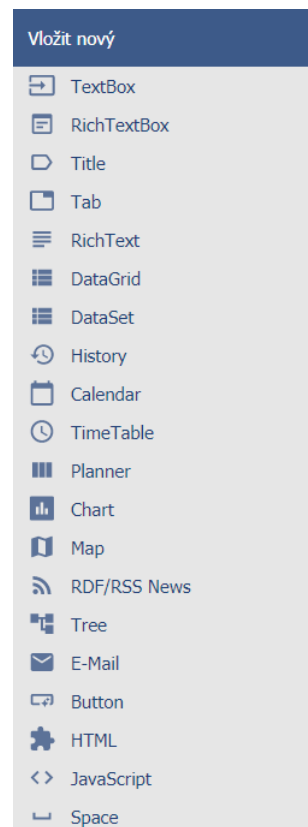 Vložit nový
TextBox
RichTextBox
Title
Tab
RichText
DataGrid
DataSet
History
Calendar
TimeTable
Planner
Chart
Map
RDF/RSS News
Tree
E-Mail
Button
HTML
JavaScript
Space